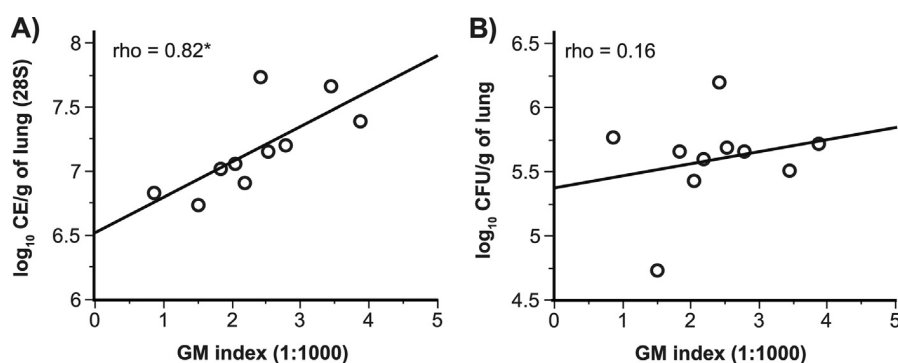 A)
rho = 0.82*
log10 CE/g of lung (28S)
8
7.5
7
6.5
6
0 1 2 3 4 5
GM index (1:1000)
B)
rho = 0.16
log10 CFU/g of lung
6.5
6
5.5
5
4.5
0 1 2 3 4 5
GM index (1:1000)